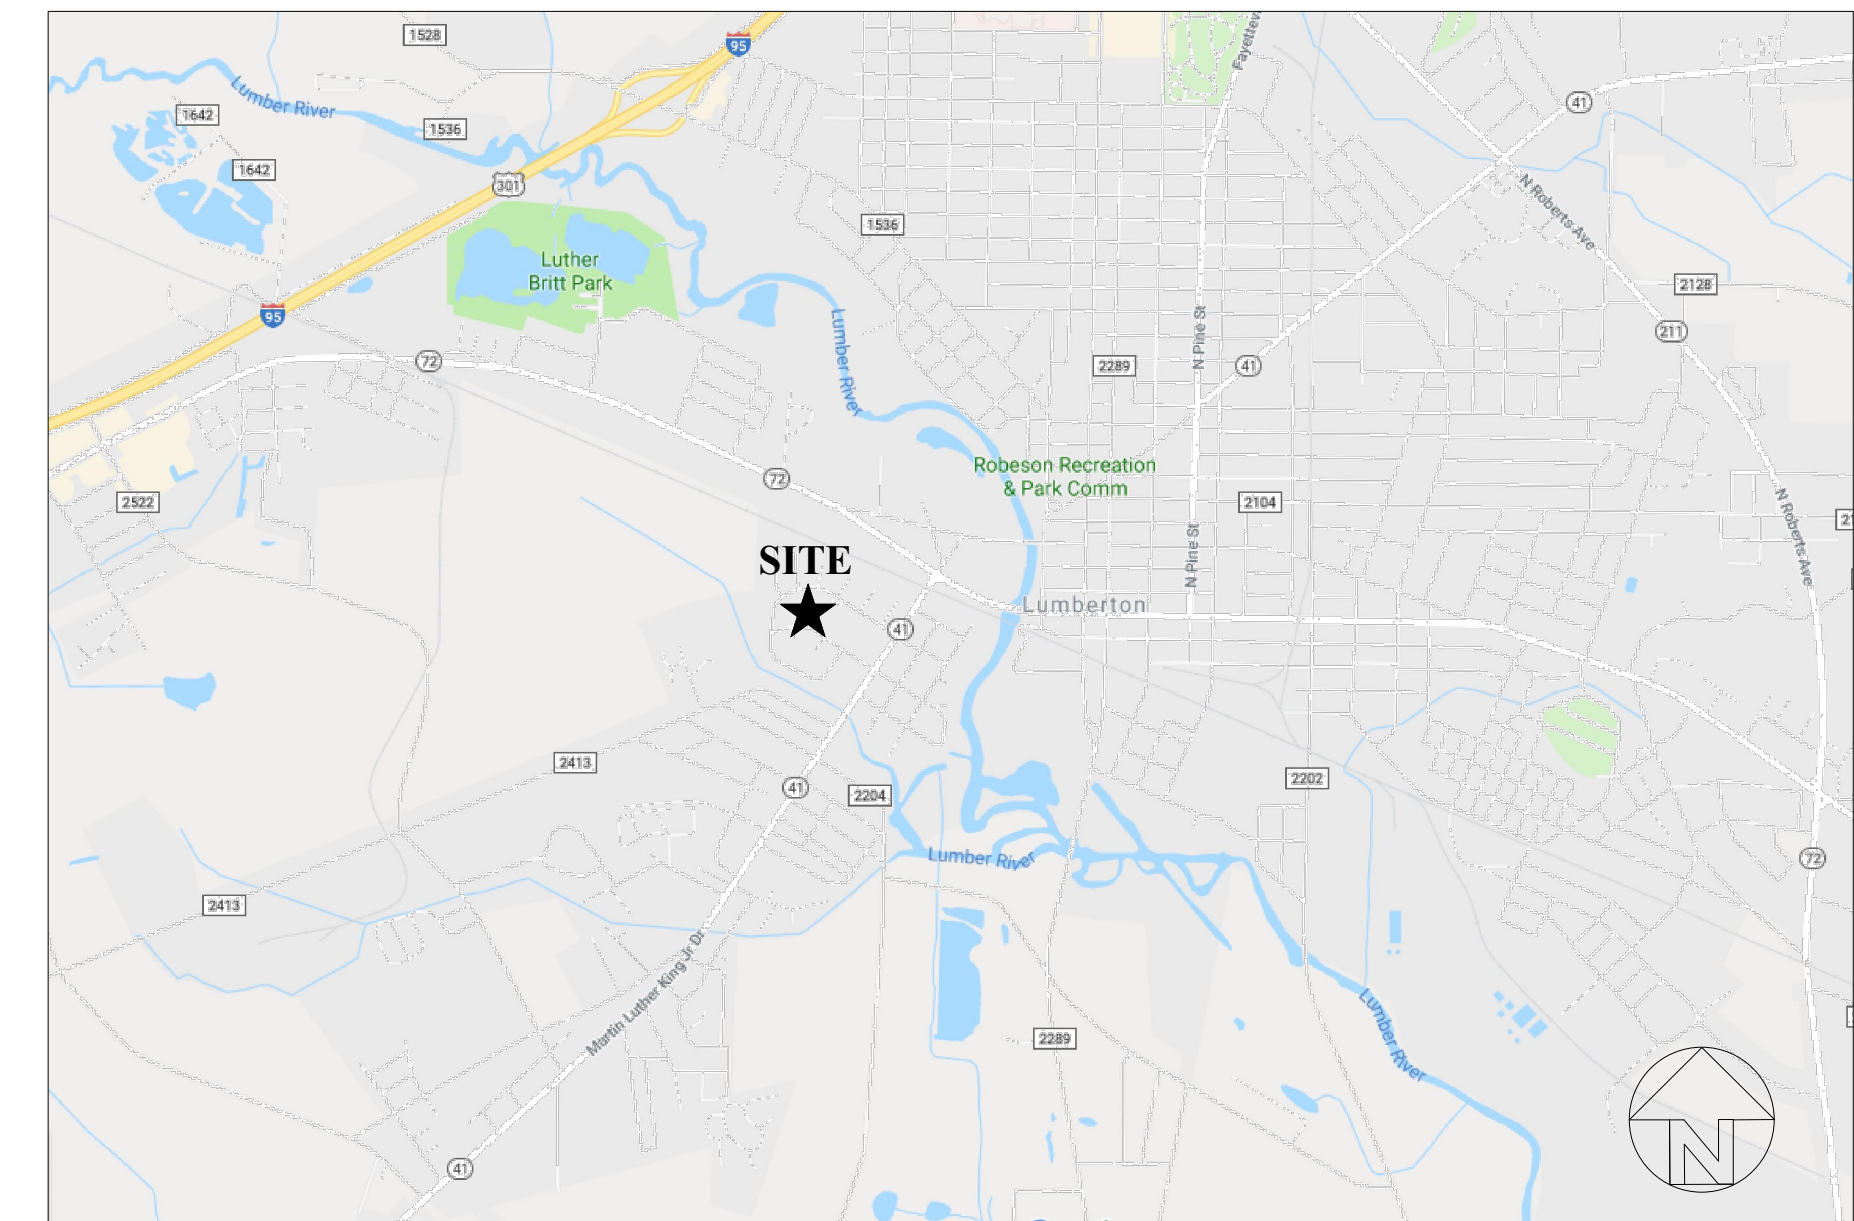 1528
95
Fayettev
41
Lumber River
1642
1536
1642
301
N Roberts Ave
1536
Luther
Britt Park
2128
95
Lumber River
N Pine St
211
72
2289
41
Robeson Recreation
& Park Comm
72
2522
2104
N Roberts Ave
21
SITE
N Pine St
Lumberton
41
2413
2202
41
2204
Lumber River
72
2413
Martin Luther King Jr Dr
Lumber River
2289
N
41